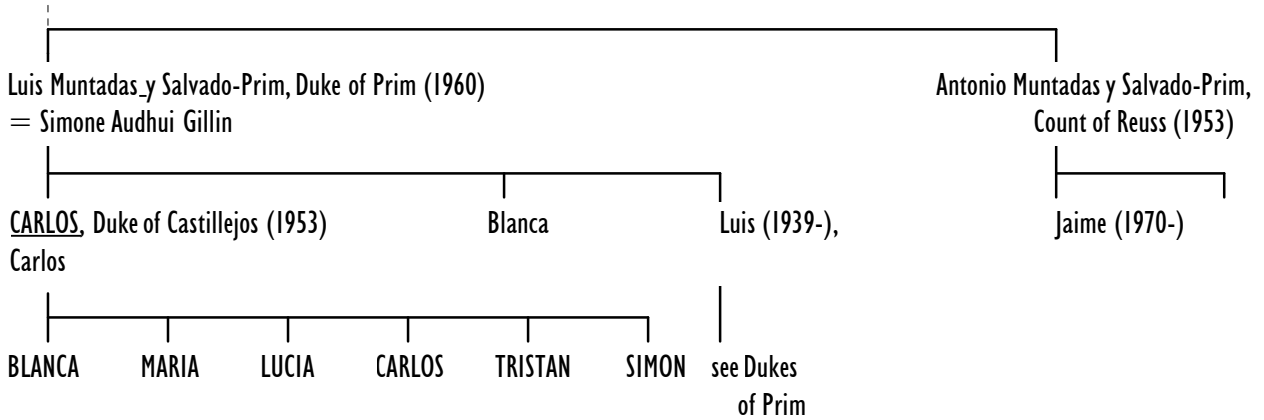 Luis Muntadas_y Salvado-Prim, Duke of Prim (1960)
= Simone Audhui Gillin
Antonio Muntadas y Salvado-Prim,
Count of Reuss (1953)
CARLOS, Duke of Castillejos (1953)
Carlos
Blanca
Luis (1939-),
Jaime (1970-)
BLANCA MARIA LUCIA CARLOS TRISTAN SIMON see Dukes
of Prim